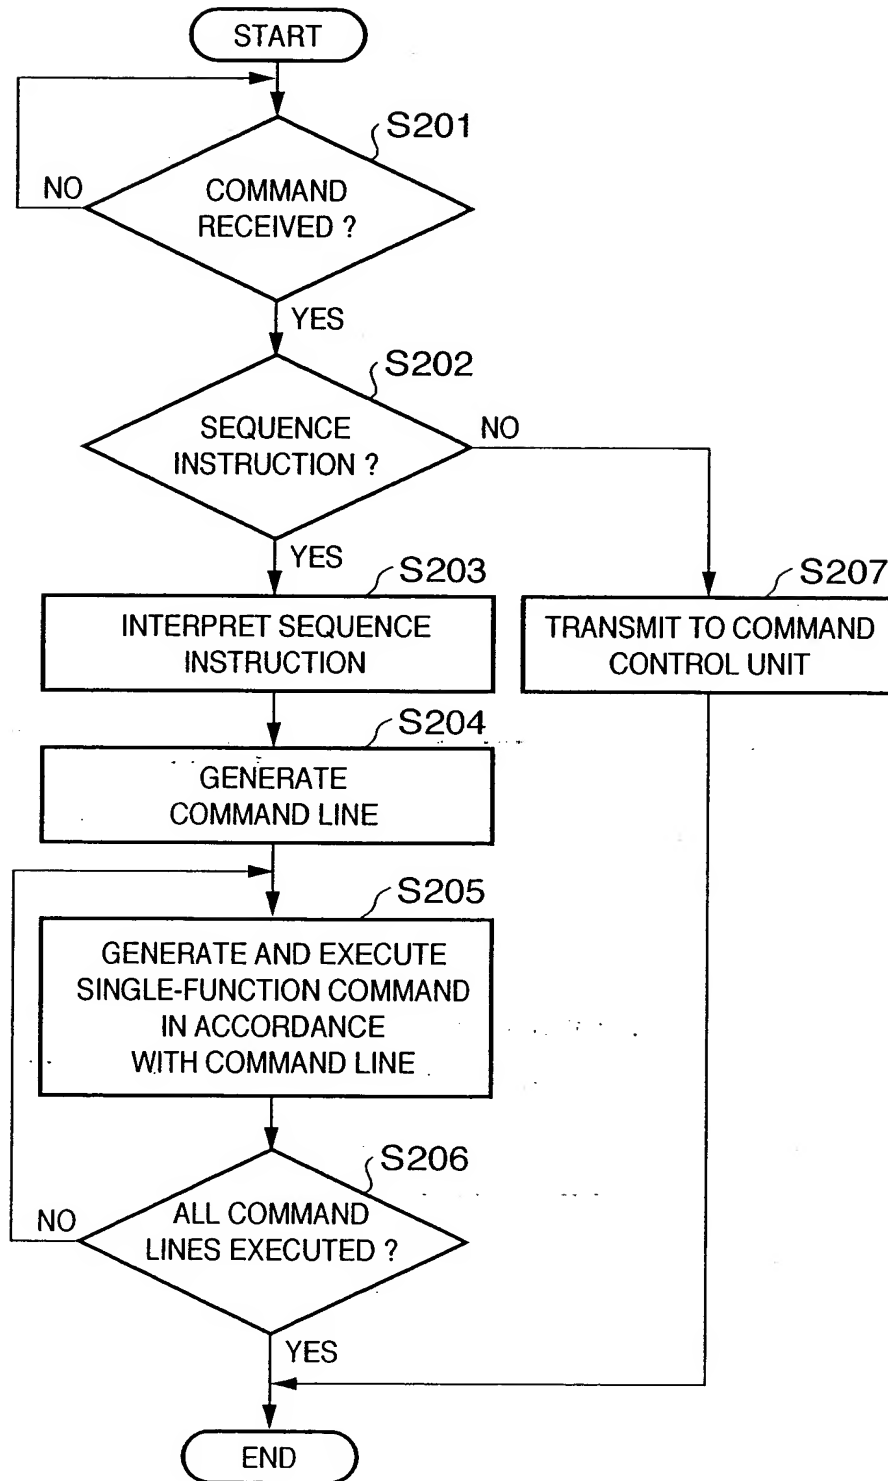 START
S201
NO
COMMAND
RECEIVED ?
YES
S202
SEQUENCE
INSTRUCTION ?
NO
YES
S203
INTERPRET SEQUENCE
INSTRUCTION
S207
TRANSMIT TO COMMAND
CONTROL UNIT
S204
GENERATE
COMMAND LINE
S205
GENERATE AND EXECUTE
SINGLE-FUNCTION COMMAND
IN ACCORDANCE
WITH COMMAND LINE
S206
NO
ALL COMMAND
LINES EXECUTED ?
YES
END